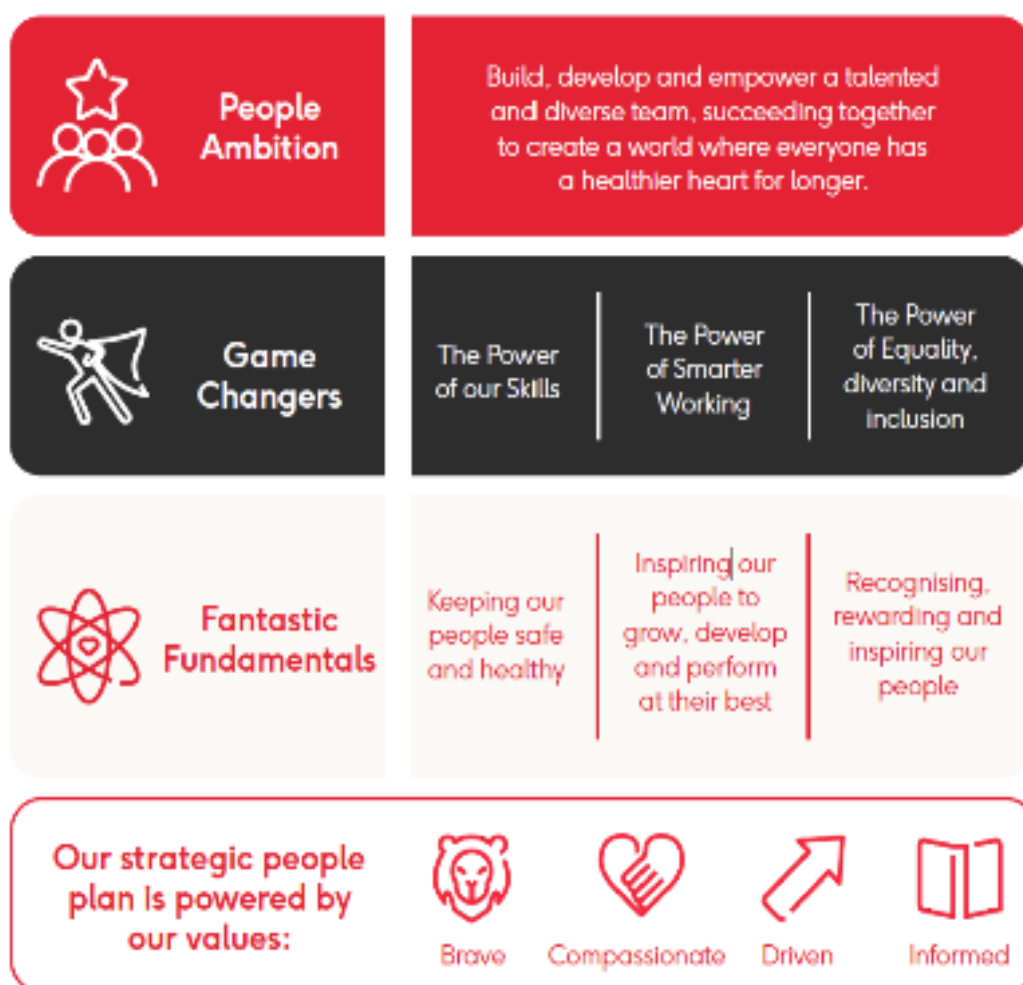 People
Ambition
Build, develop and empower a talented
and diverse team, succeeding together
to create a world where everyone has
a healthier heart for longer.
Game
Changers
The Power
of our Skills
The Power
of Smarter
Working
The Power
of Equality,
diversity and
inclusion
Fantastic
Fundamentals
Keeping our
people safe
and healthy
Inspiring our
people to
grow, develop
and perform
at their best
Recognising,
rewarding and
inspiring our
people
Our strategic people
plan is powered by
our values:
Brave
Compassionate
Driven
Informed